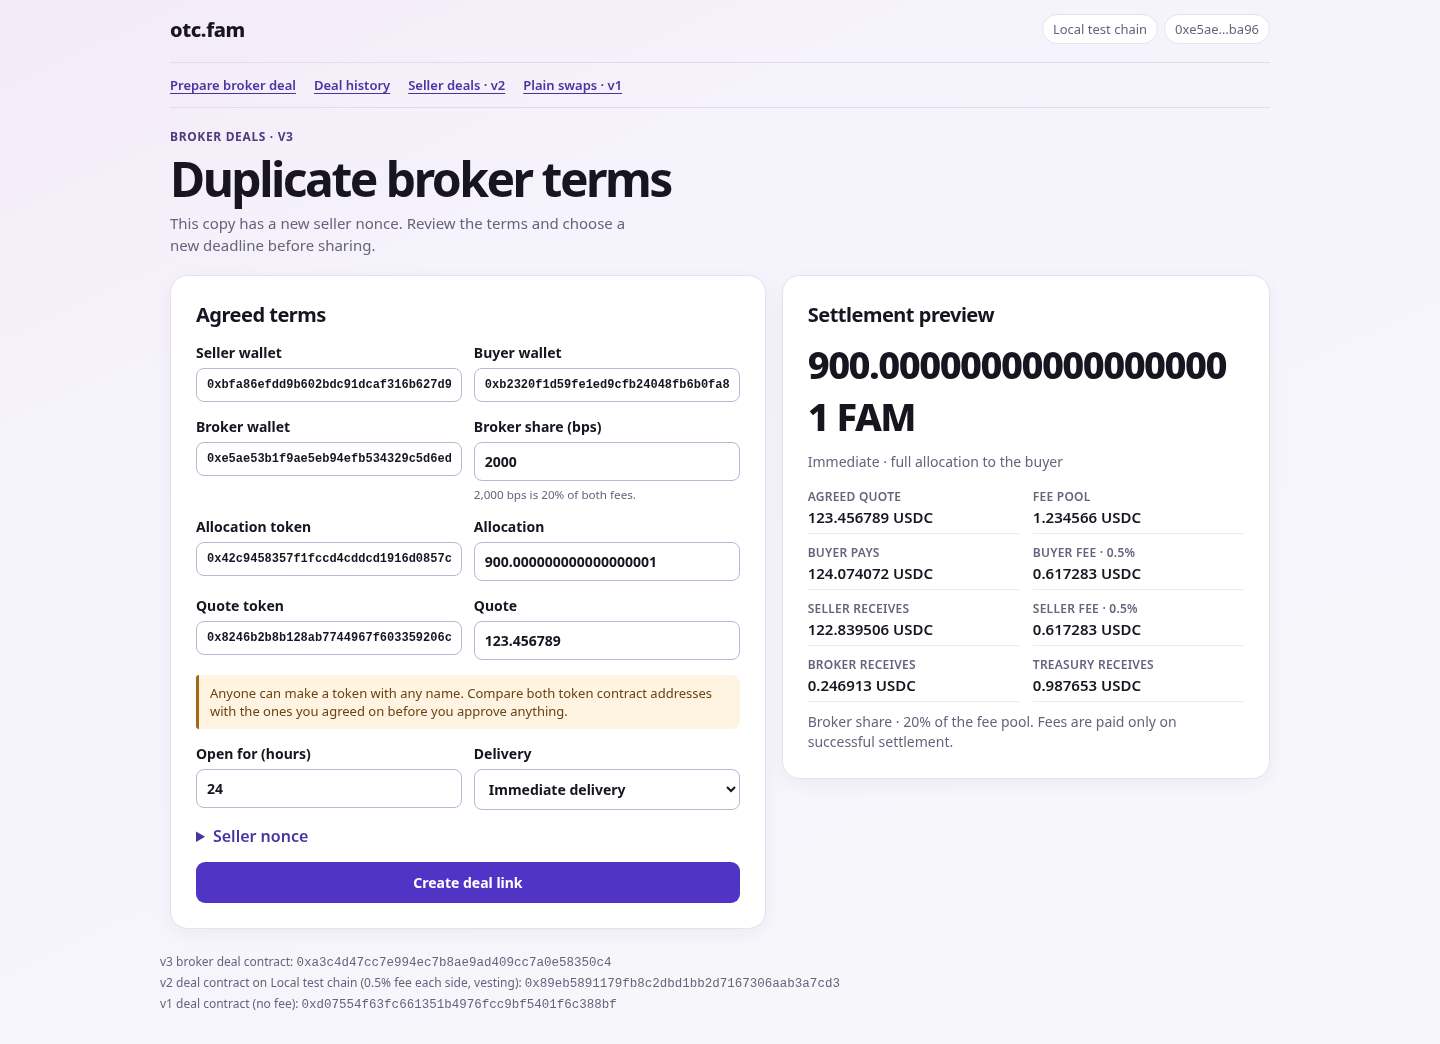 otc.fam
Local test chain
0xe5ae…ba96
Prepare broker deal
Deal history
Seller deals · v2
Plain swaps · v1
BROKER DEALS · V3
Duplicate broker terms
This copy has a new seller nonce. Review the terms and choose a
new deadline before sharing.
Agreed terms
Seller wallet
Buyer wallet
0xbfa86efdd9b602bdc91dcaf316b627d9
0xb2320f1d59fe1ed9cfb24048fb6b0fa8
Broker wallet
Broker share (bps)
0xe5ae53b1f9ae5eb94efb534329c5d6ed
2000
2,000 bps is 20% of both fees.
Allocation token
Allocation
0x42c9458357f1fccd4cddcd1916d0857c
900.000000000000000001
Quote token
Quote
0x8246b2b8b128ab7744967f603359206c
123.456789
Anyone can make a token with any name. Compare both token contract addresses
with the ones you agreed on before you approve anything.
Open for (hours)
Delivery
24
Immediate delivery
Seller nonce
Create deal link
Settlement preview
900.00000000000000000
1 FAM
Immediate · full allocation to the buyer
AGREED QUOTE
FEE POOL
123.456789 USDC
1.234566 USDC
BUYER PAYS
BUYER FEE · 0.5%
124.074072 USDC
0.617283 USDC
SELLER RECEIVES
SELLER FEE · 0.5%
122.839506 USDC
0.617283 USDC
BROKER RECEIVES
TREASURY RECEIVES
0.246913 USDC
0.987653 USDC
Broker share · 20% of the fee pool. Fees are paid only on
successful settlement.
v3 broker deal contract: 0xa3c4d47cc7e994ec7b8ae9ad409cc7a0e58350c4
v2 deal contract on Local test chain (0.5% fee each side, vesting): 0x89eb5891179fb8c2dbd1bb2d7167306aab3a7cd3
v1 deal contract (no fee): 0xd07554f63fc661351b4976fcc9bf5401f6c388bf